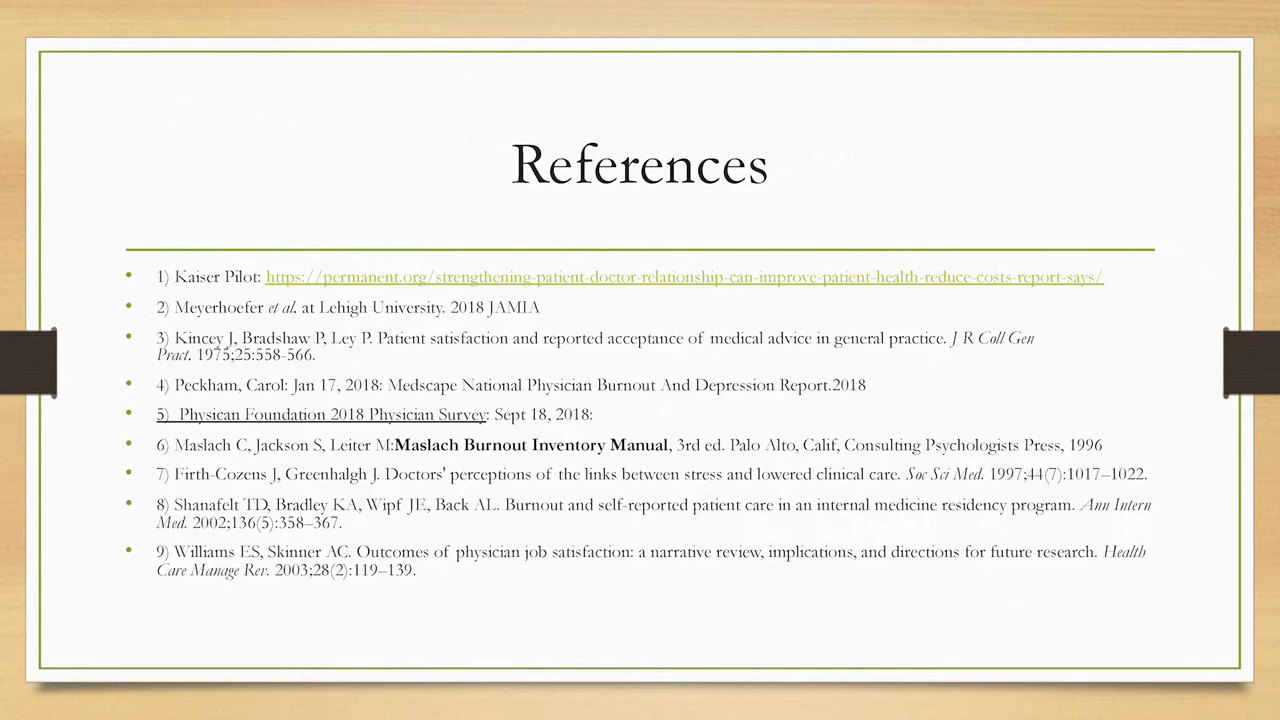 References
• 1) Kaiser Pilot: https://permanent.org/strengthening-patient-doctor-relationship-can-improve-patient-health-reduce-costs-report-says/
• 2) Meyerhoefer et al. at Lehigh University. 2018 JAMIA
• 3) Kincey J, Bradshaw P, Ley P. Patient satisfaction and reported acceptance of medical advice in general practice. J R Coll Gen
Pract. 1975;25:558-566.
• 4) Peckham, Carol: Jan 17, 2018: Medscape National Physician Burnout And Depression Report.2018
• 5) Physican Foundation 2018 Physician Survey: Sept 18, 2018:
• 6) Maslach C, Jackson S, Leiter M:Maslach Burnout Inventory Manual, 3rd ed. Palo Alto, Calif, Consulting Psychologists Press, 1996
• 7) Firth-Cozens J, Greenhalgh J. Doctors' perceptions of the links between stress and lowered clinical care. Soc Sci Med. 1997;44(7):1017–1022.
• 8) Shanafelt TD, Bradley KA, Wipf JE, Back AL. Burnout and self-reported patient care in an internal medicine residency program. Ann Intern
Med. 2002;136(5):358–367.
• 9) Williams ES, Skinner AC. Outcomes of physician job satisfaction: a narrative review, implications, and directions for future research. Health
Care Manage Rev. 2003;28(2):119–139.